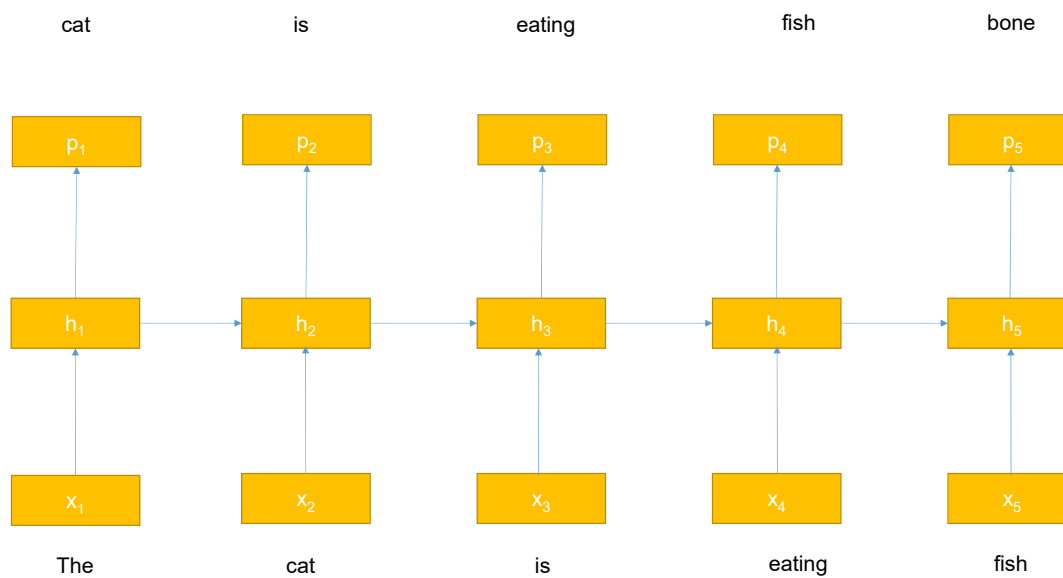 cat is eating fish bone
p₁ p₂ p₃ p₄ p₅
h₁ h₂ h₃ h₄ h₅
x₁ x₂ x₃ x₄ x₅
The cat is eating fish